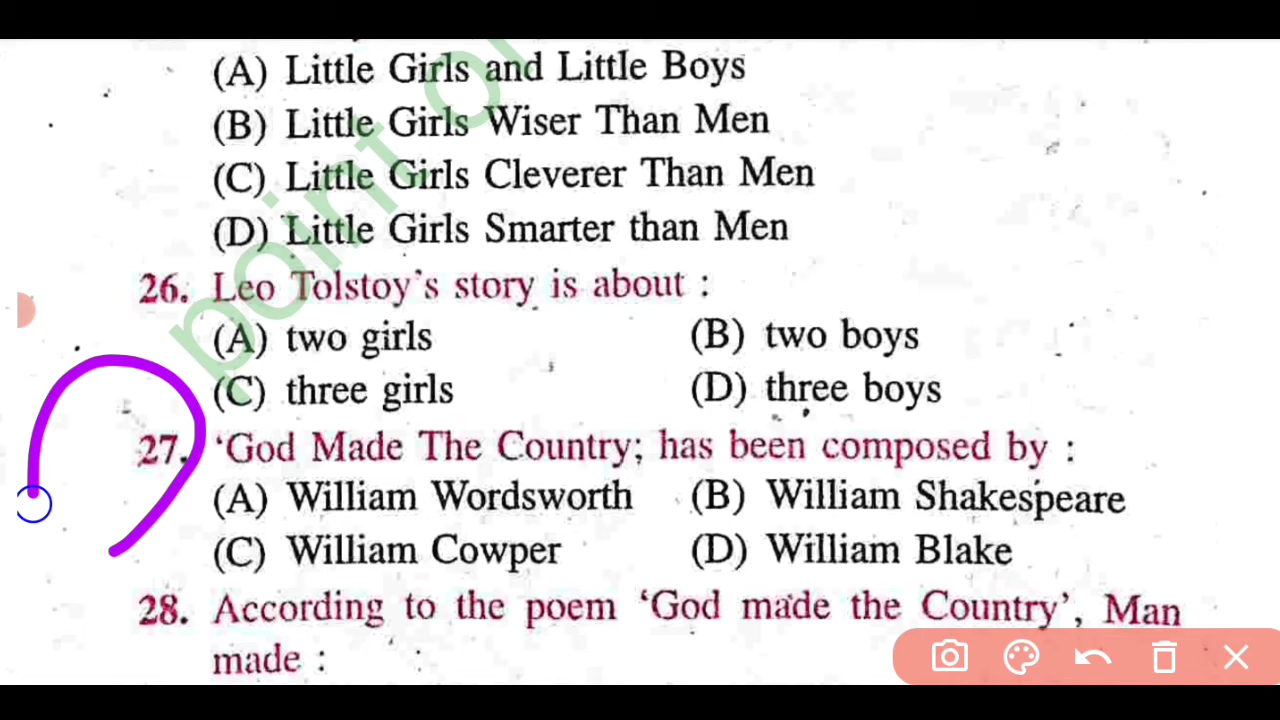 (A) Little Girls and Little Boys
(B) Little Girls Wiser Than Men
(C) Little Girls Cleverer Than Men
(D) Little Girls Smarter than Men
26. Leo Tolstoy's story is about :
(A) two girls (B) two boys
(C) three girls (D) three boys
27. 'God Made The Country; has been composed by :
(A) William Wordsworth (B) William Shakespeare
(C) William Cowper (D) William Blake
28. According to the poem 'God made the Country', Man
made :
point